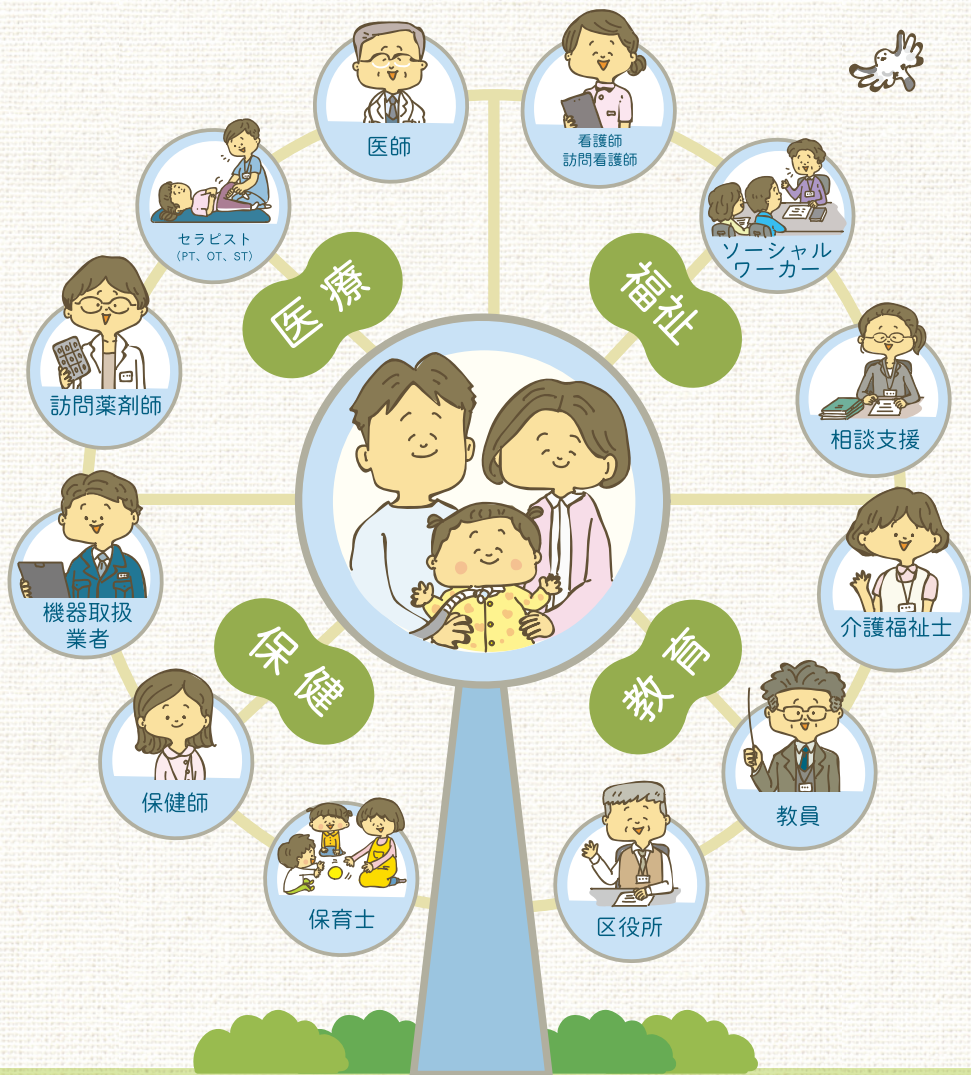 医師
看護師
訪問看護師
セラピスト
（PT、OT、ST）
ソーシャル
ワーカー
医療
福祉
訪問薬剤師
相談支援
機器取扱
業者
介護福祉士
保健
教育
保健師
教員
保育士
区役所